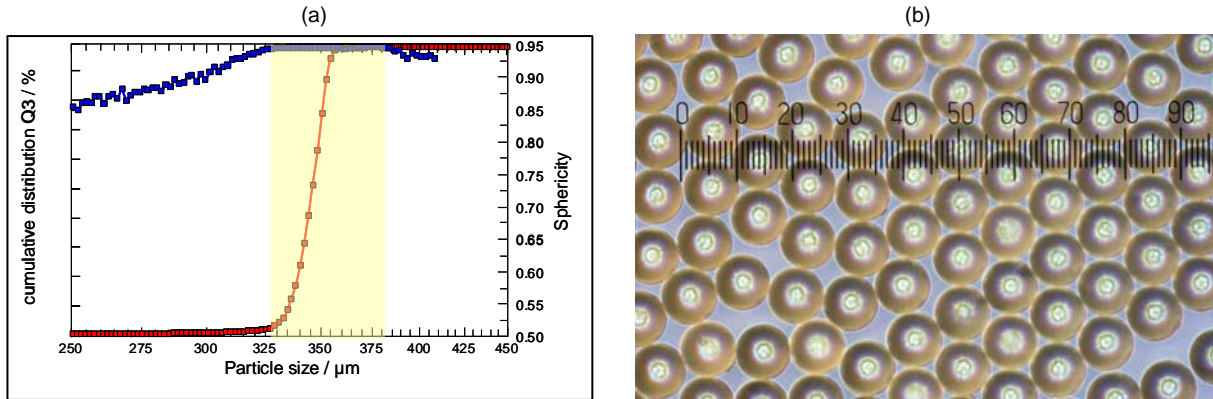 (a)
cumulative distribution Q3 / %
0.95
0.90
0.85
0.80
0.75
0.70
0.65
0.60
0.55
0.50
Sphericity
250 275 300 325 350 375 400 425 450
Particle size / µm
(b)
0 10 20 30 40 50 60 70 80 90